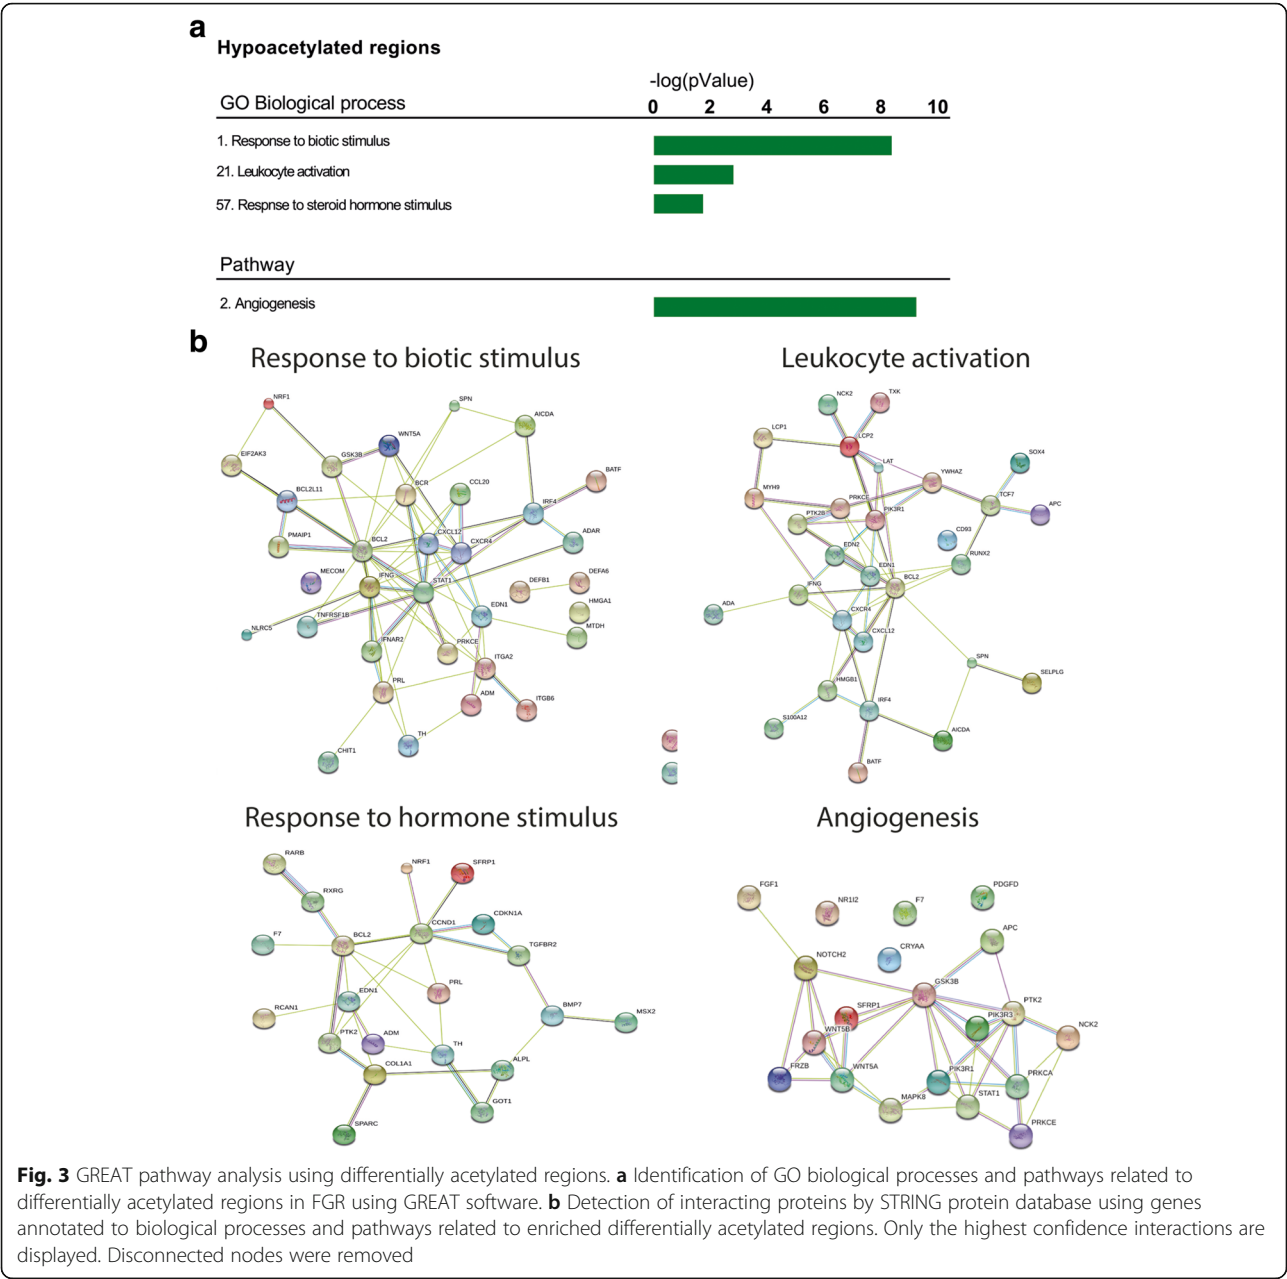 a
Hypoacetylated regions
-log(pValue)
GO Biological process
0 2 4 6 8 10
1. Response to biotic stimulus
21. Leukocyte activation
57. Respnse to steroid hormone stimulus
Pathway
2. Angiogenesis
b
Response to biotic stimulus
NRF1
SPN
AICDA
WNT5A
EIF2AK3
GSK3B
BATF
BCR
CCL20
BCL2L11
IRF4
PMAIP1
BCL2
CXCL12
CXCR4
ADAR
MECOM
IFNG
STAT1
DEFB1
DEFA6
HMGA1
TNFRSF1B
EDN1
NLRC5
MTDH
IFNAR2
PRKCE
ITGA2
PRL
ADM
ITGB6
TH
CHIT1
Leukocyte activation
NCK2
TXK
LCP1
LCP2
LAT
SOX4
MYH9
YWHAZ
PRKCE
TCF7
APC
PTK2B
PIK3R1
CD93
EDN2
RUNX2
EDN1
BCL2
IFNG
ADA
CXCR4
CXCL12
SPN
HMGB1
SELPLG
IRF4
S100A12
AICDA
BATF
Response to hormone stimulus
RARB
NRF1
SFRP1
RXRG
CCND1
CDKN1A
F7
BCL2
TGFBR2
EDN1
PRL
RCAN1
BMP7
MSX2
PTK2
ADM
TH
COL1A1
ALPL
GOT1
SPARC
Angiogenesis
FGF1
NR1I2
F7
PDGFD
APC
NOTCH2
CRYAA
GSK3B
SFRP1
PTK2
PIK3R3
NCK2
WNT5B
FRZB
WNT5A
PIK3R1
PRKCA
MAPK8
STAT1
PRKCE
Fig. 3 GREAT pathway analysis using differentially acetylated regions. a Identification of GO biological processes and pathways related to
differentially acetylated regions in FGR using GREAT software. b Detection of interacting proteins by STRING protein database using genes
annotated to biological processes and pathways related to enriched differentially acetylated regions. Only the highest confidence interactions are
displayed. Disconnected nodes were removed